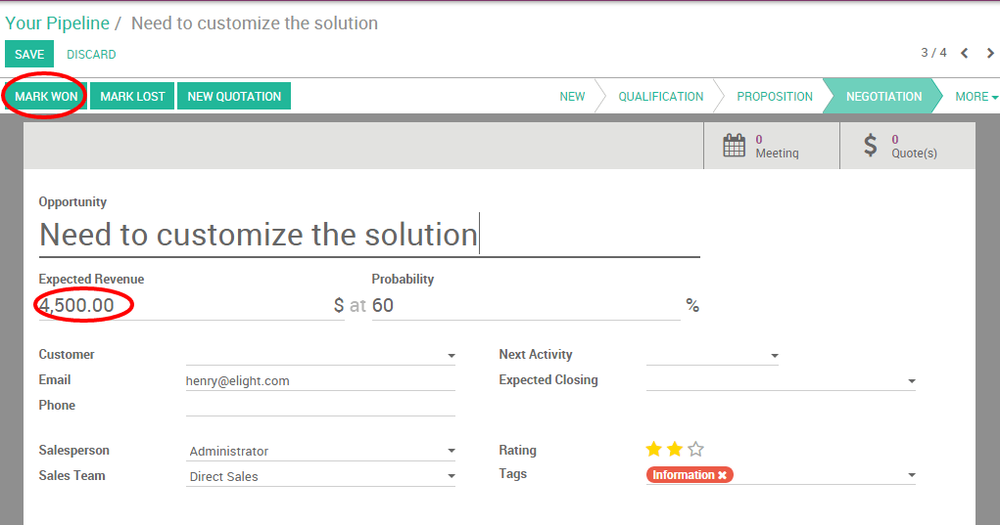 Your Pipeline / Need to customize the solution
SAVE DISCARD 3 / 4
MARK WON MARK LOST NEW QUOTATION NEW QUALIFICATION PROPOSITION NEGOTIATION MORE
0 Meeting 0 Quote(s)
Opportunity
Need to customize the solution
Expected Revenue Probability
4,500.00 $ at 60 %
Customer Next Activity
Email henry@elight.com Expected Closing
Phone
Salesperson Administrator Rating
Sales Team Direct Sales Tags Information ✖